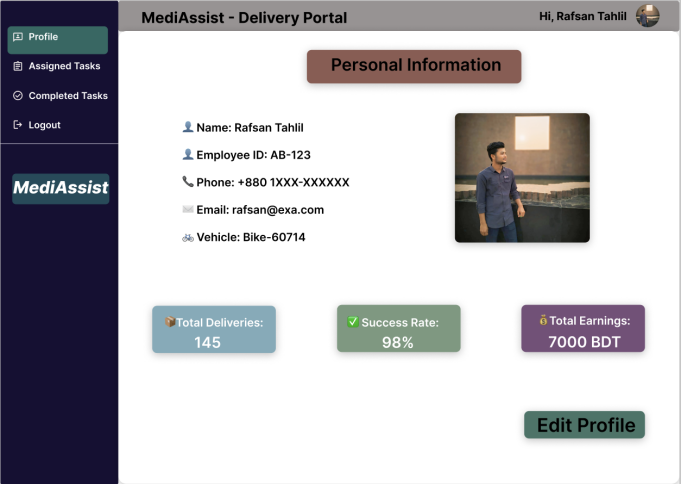 MediAssist - Delivery Portal
Hi, Rafsan Tahlil
Profile
Assigned Tasks
Completed Tasks
Logout
MediAssist
Personal Information
Name: Rafsan Tahlil
Employee ID: AB-123
Phone: +880 1XXX-XXXXXX
Email: rafsan@exa.com
Vehicle: Bike-60714
Total Deliveries:
145
Success Rate:
98%
Total Earnings:
7000 BDT
Edit Profile